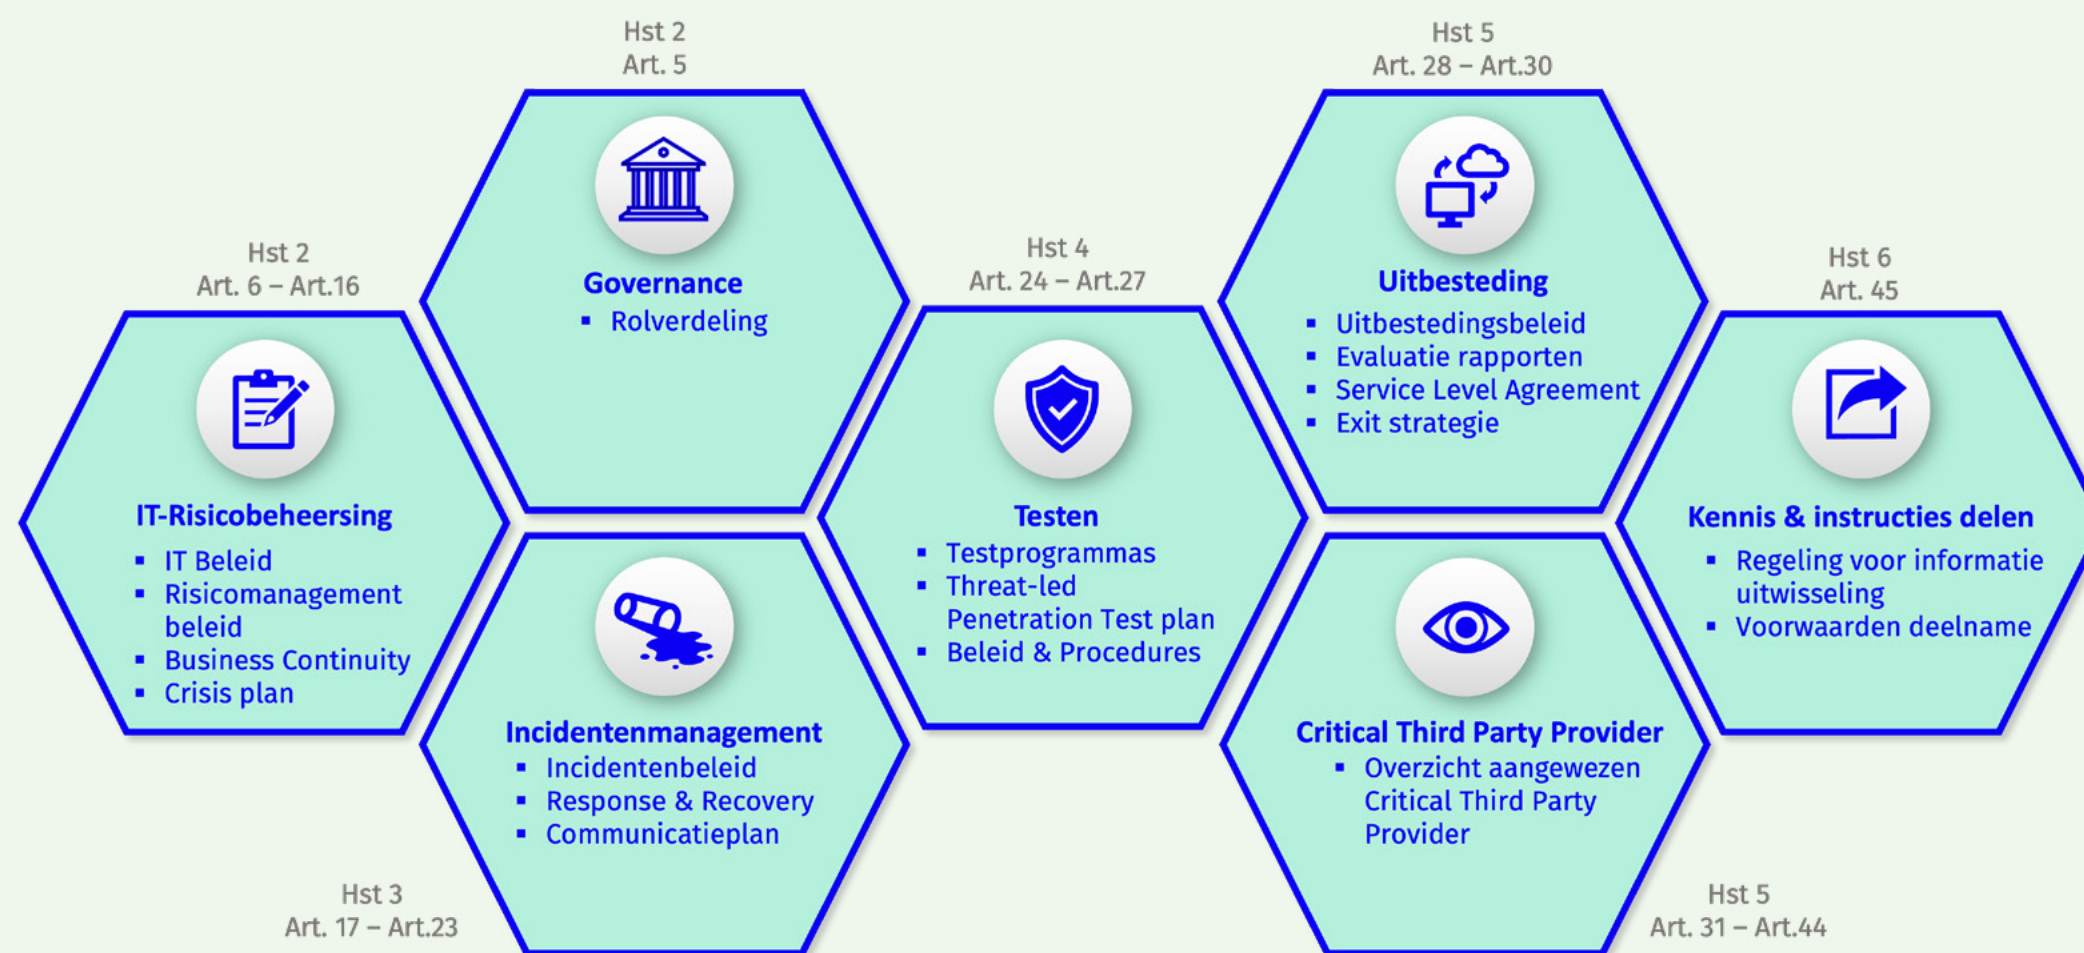 Hst 2
Art. 6 – Art.16
IT-Risicobeheersing
▪ IT Beleid
▪ Risicomanagement
beleid
▪ Business Continuity
▪ Crisis plan
Hst 2
Art. 5
Governance
▪ Rolverdeling
Hst 3
Art. 17 – Art.23
Incidentenmanagement
▪ Incidentenbeleid
▪ Response & Recovery
▪ Communicatieplan
Hst 4
Art. 24 – Art.27
Testen
▪ Testprogrammas
▪ Threat-led
Penetration Test plan
▪ Beleid & Procedures
Hst 5
Art. 28 – Art.30
Uitbesteding
▪ Uitbestedingsbeleid
▪ Evaluatie rapporten
▪ Service Level Agreement
▪ Exit strategie
Hst 5
Art. 31 – Art.44
Critical Third Party Provider
▪ Overzicht aangewezen
Critical Third Party
Provider
Hst 6
Art. 45
Kennis & instructies delen
▪ Regeling voor informatie
uitwisseling
▪ Voorwaarden deelname